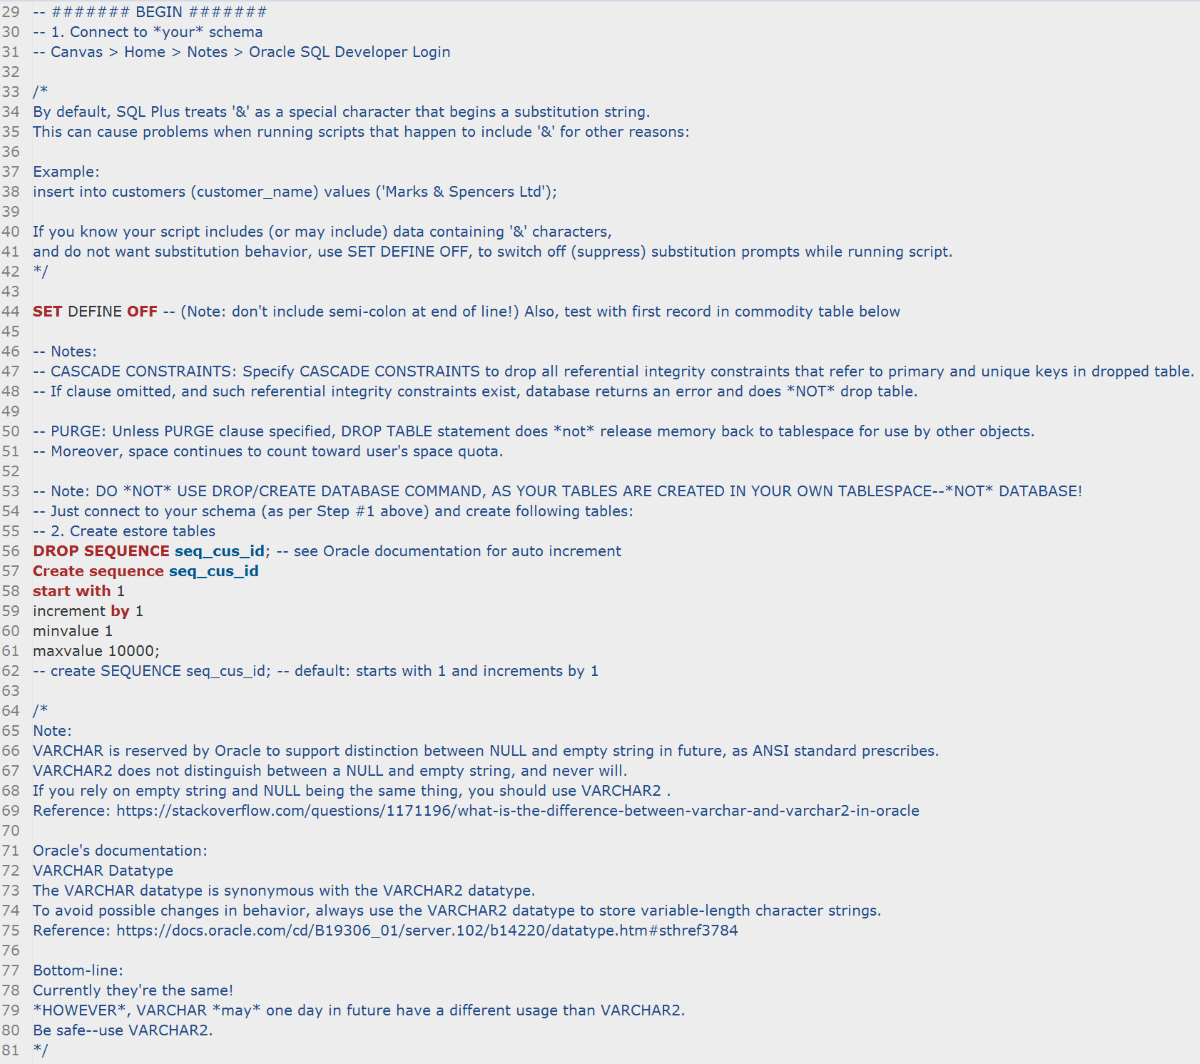 29 -- ####### BEGIN #######
30 -- 1. Connect to *your* schema
31 -- Canvas > Home > Notes > Oracle SQL Developer Login
32
33 /*
34 By default, SQL Plus treats '&' as a special character that begins a substitution string.
35 This can cause problems when running scripts that happen to include '&' for other reasons:
36
37 Example:
38 insert into customers (customer_name) values ('Marks & Spencers Ltd');
39
40 If you know your script includes (or may include) data containing '&' characters,
41 and do not want substitution behavior, use SET DEFINE OFF, to switch off (suppress) substitution prompts while running script.
42 */
43
44 SET DEFINE OFF -- (Note: don't include semi-colon at end of line!) Also, test with first record in commodity table below
45
46 -- Notes:
47 -- CASCADE CONSTRAINTS: Specify CASCADE CONSTRAINTS to drop all referential integrity constraints that refer to primary and unique keys in dropped table.
48 -- If clause omitted, and such referential integrity constraints exist, database returns an error and does *NOT* drop table.
49
50 -- PURGE: Unless PURGE clause specified, DROP TABLE statement does *not* release memory back to tablespace for use by other objects.
51 -- Moreover, space continues to count toward user's space quota.
52
53 -- Note: DO *NOT* USE DROP/CREATE DATABASE COMMAND, AS YOUR TABLES ARE CREATED IN YOUR OWN TABLESPACE--*NOT* DATABASE!
54 -- Just connect to your schema (as per Step #1 above) and create following tables:
55 -- 2. Create estore tables
56 DROP SEQUENCE seq_cus_id; -- see Oracle documentation for auto increment
57 Create sequence seq_cus_id
58 start with 1
59 increment by 1
60 minvalue 1
61 maxvalue 10000;
62 -- create SEQUENCE seq_cus_id; -- default: starts with 1 and increments by 1
63
64 /*
65 Note:
66 VARCHAR is reserved by Oracle to support distinction between NULL and empty string in future, as ANSI standard prescribes.
67 VARCHAR2 does not distinguish between a NULL and empty string, and never will.
68 If you rely on empty string and NULL being the same thing, you should use VARCHAR2 .
69 Reference: https://stackoverflow.com/questions/1171196/what-is-the-difference-between-varchar-and-varchar2-in-oracle
70
71 Oracle's documentation:
72 VARCHAR Datatype
73 The VARCHAR datatype is synonymous with the VARCHAR2 datatype.
74 To avoid possible changes in behavior, always use the VARCHAR2 datatype to store variable-length character strings.
75 Reference: https://docs.oracle.com/cd/B19306_01/server.102/b14220/datatype.htm#sthref3784
76
77 Bottom-line:
78 Currently they're the same!
79 *HOWEVER*, VARCHAR *may* one day in future have a different usage than VARCHAR2.
80 Be safe--use VARCHAR2.
81 */